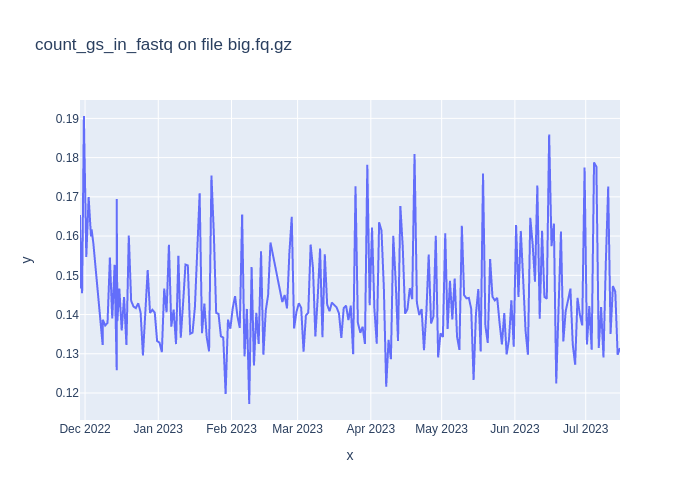 count_gs_in_fastq on file big.fq.gz
0.19
0.18
0.17
0.16
0.15
0.14
0.13
0.12
y
Dec 2022 Jan 2023 Feb 2023 Mar 2023 Apr 2023 May 2023 Jun 2023 Jul 2023
x